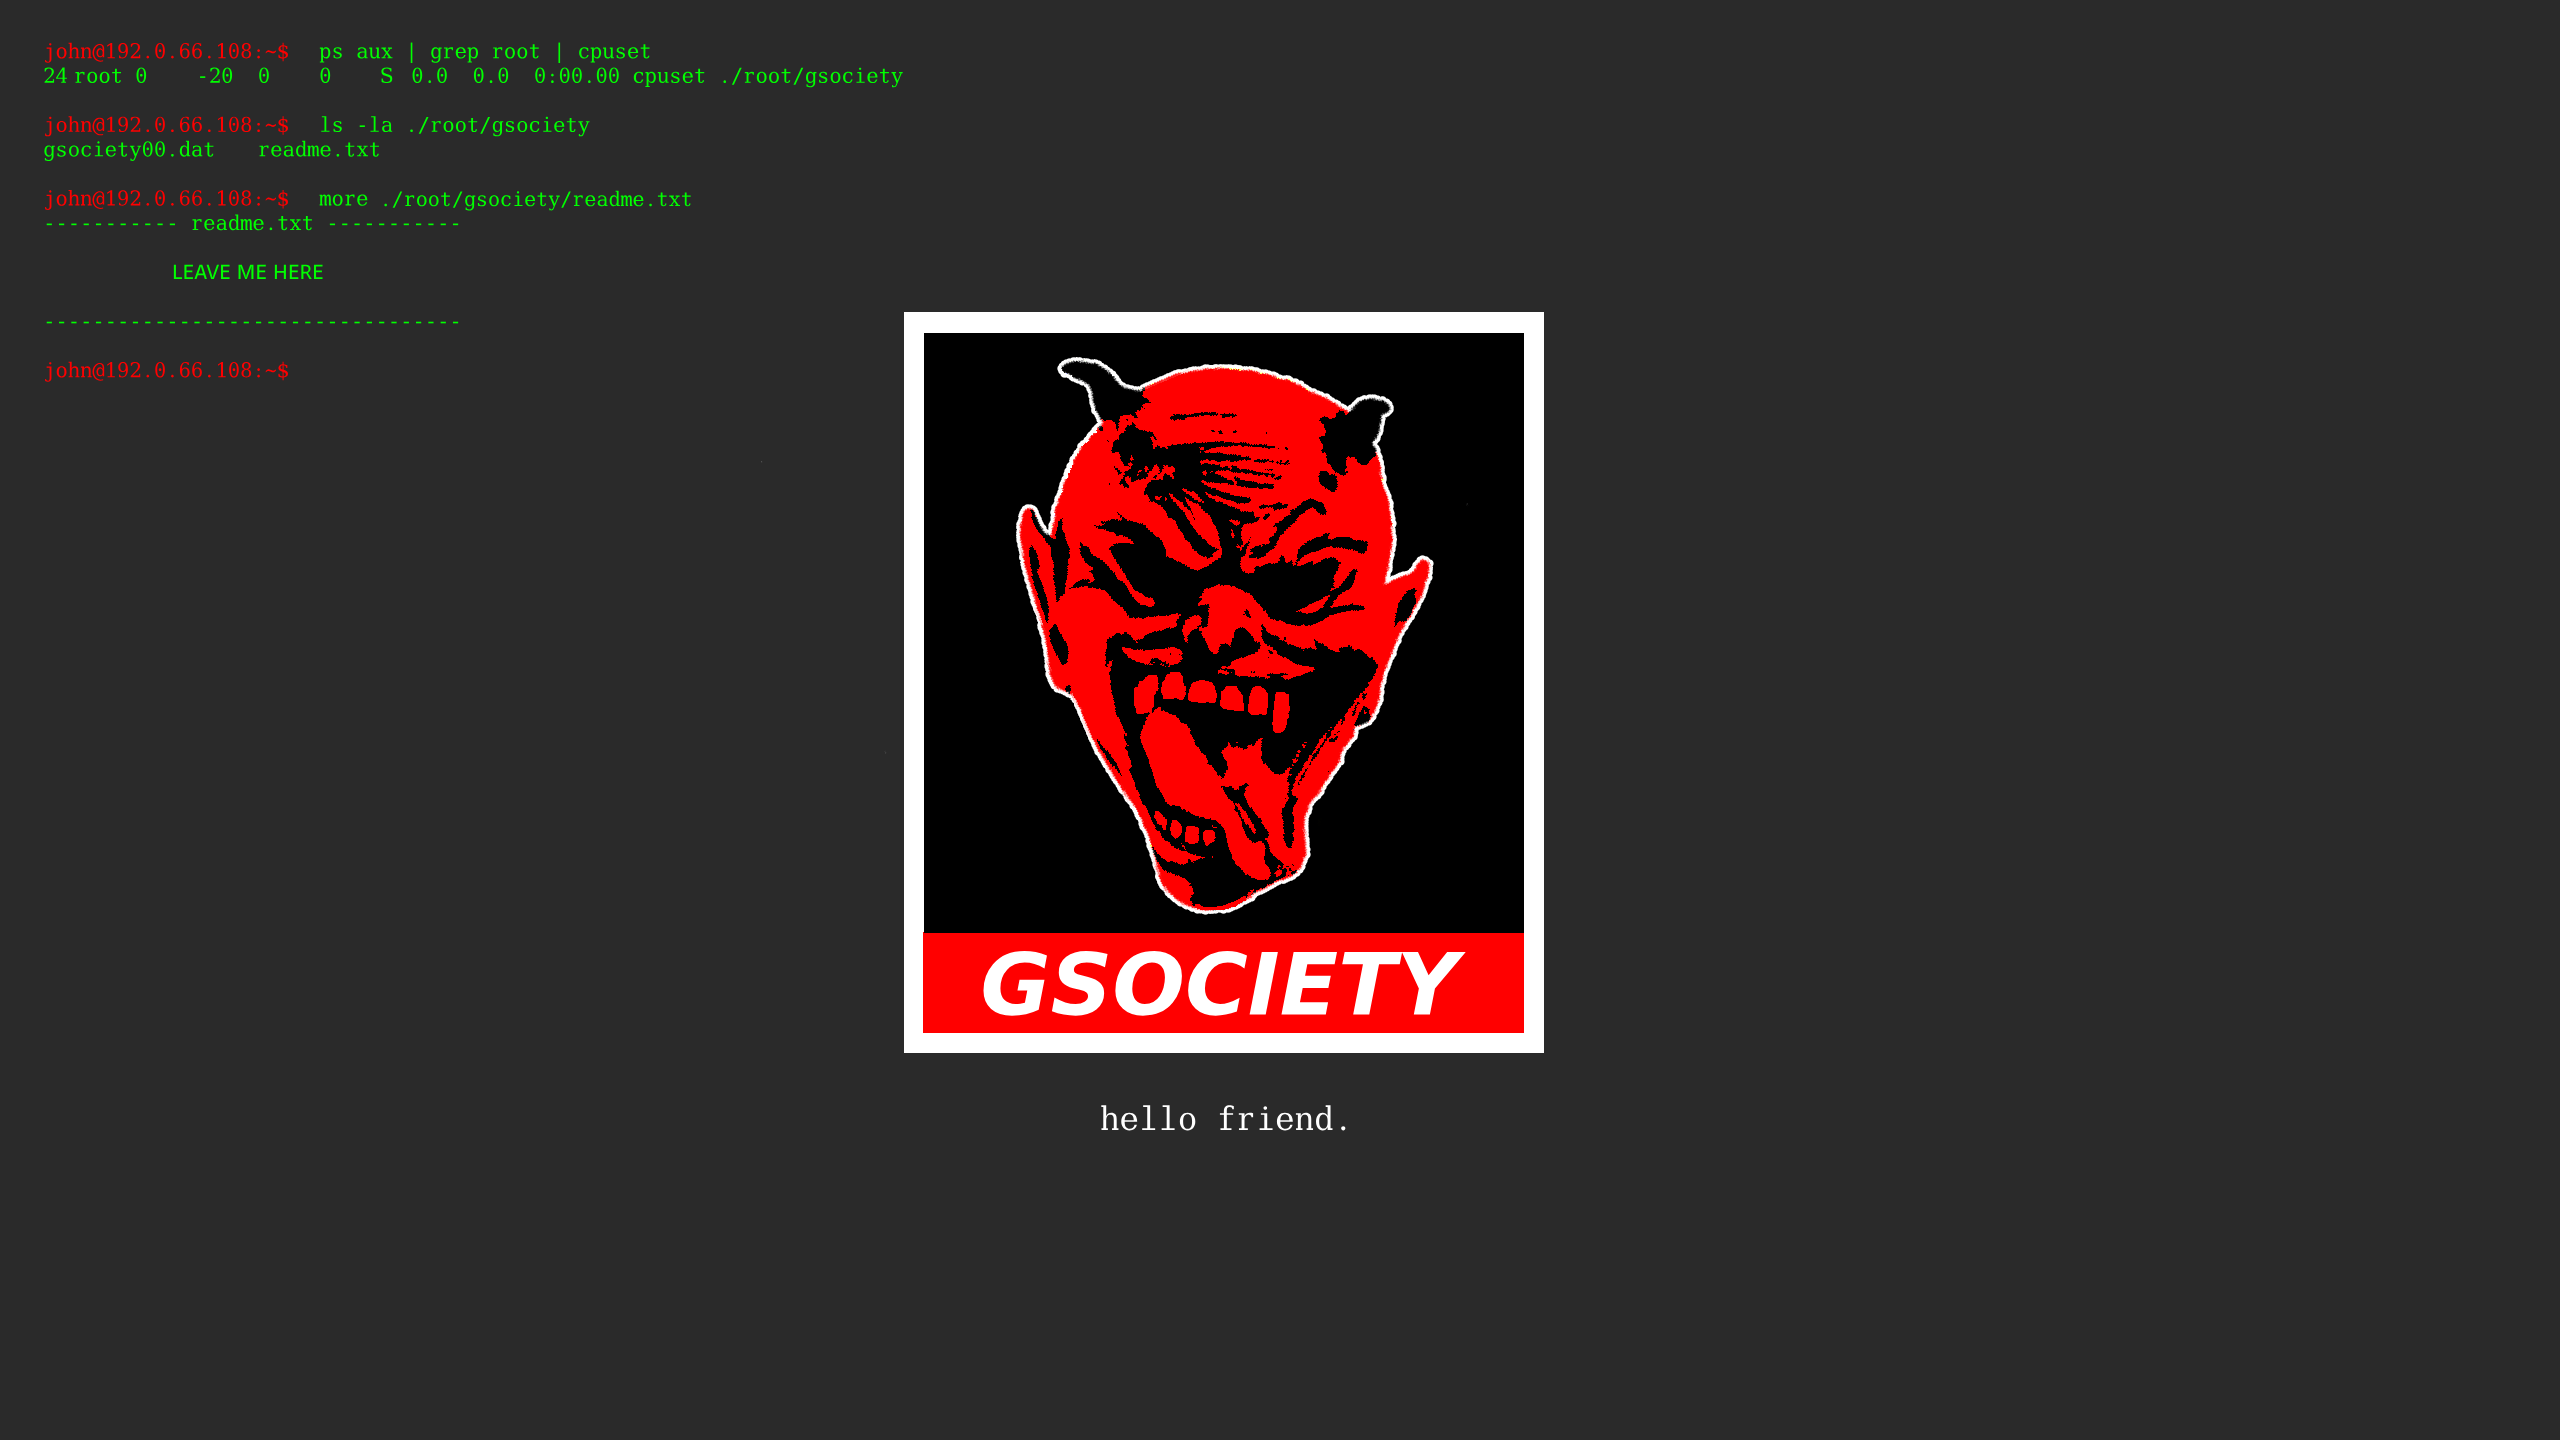 john@192.0.66.108:~$ ps aux | grep root | cpuset
24 root 0 -20 0 0 S 0.0 0.0 0:00.00 cpuset ./root/gsociety
john@192.0.66.108:~$ ls -la ./root/gsociety
gsociety00.dat readme.txt
john@192.0.66.108:~$ more ./root/gsociety/readme.txt
----------- readme.txt -----------
LEAVE ME HERE
----------------------------------
john@192.0.66.108:~$
GSOCIETY
hello friend.